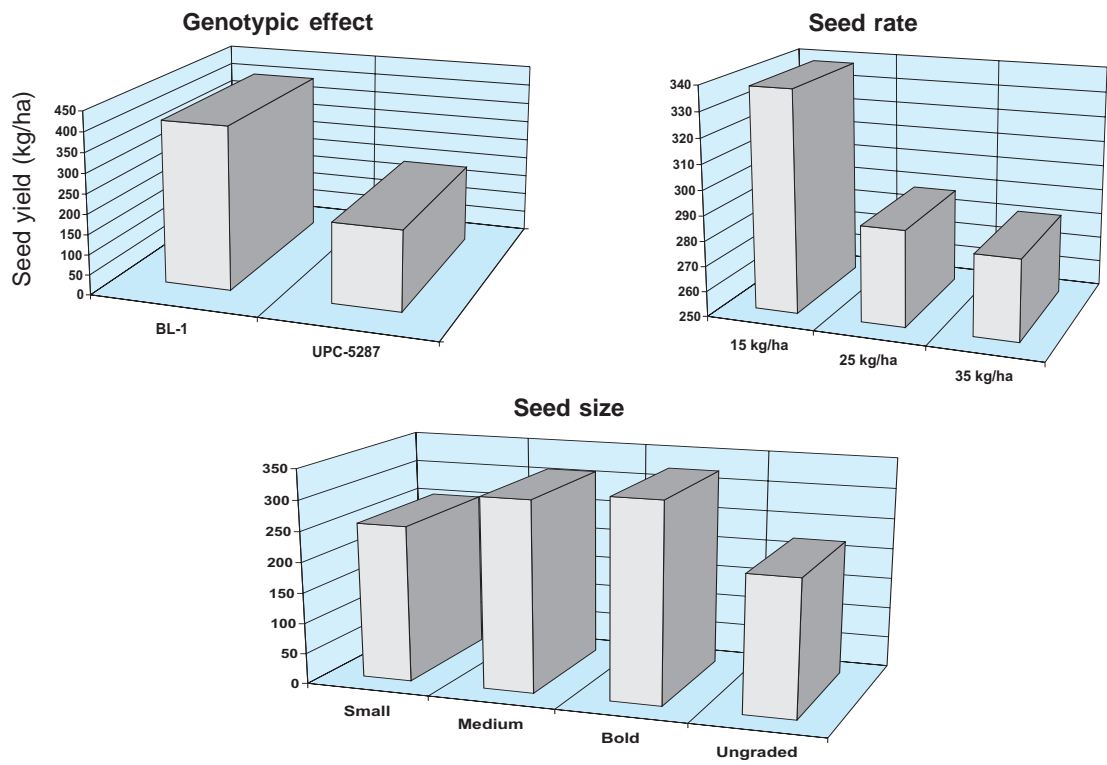 Genotypic effect
Seed yield (kg/ha)
450
400
350
300
250
200
150
100
50
0
BL-1
UPC-5287
Seed rate
340
330
320
310
300
290
280
270
260
250
15 kg/ha
25 kg/ha
35 kg/ha
Seed size
350
300
250
200
150
100
50
0
Small
Medium
Bold
Ungraded